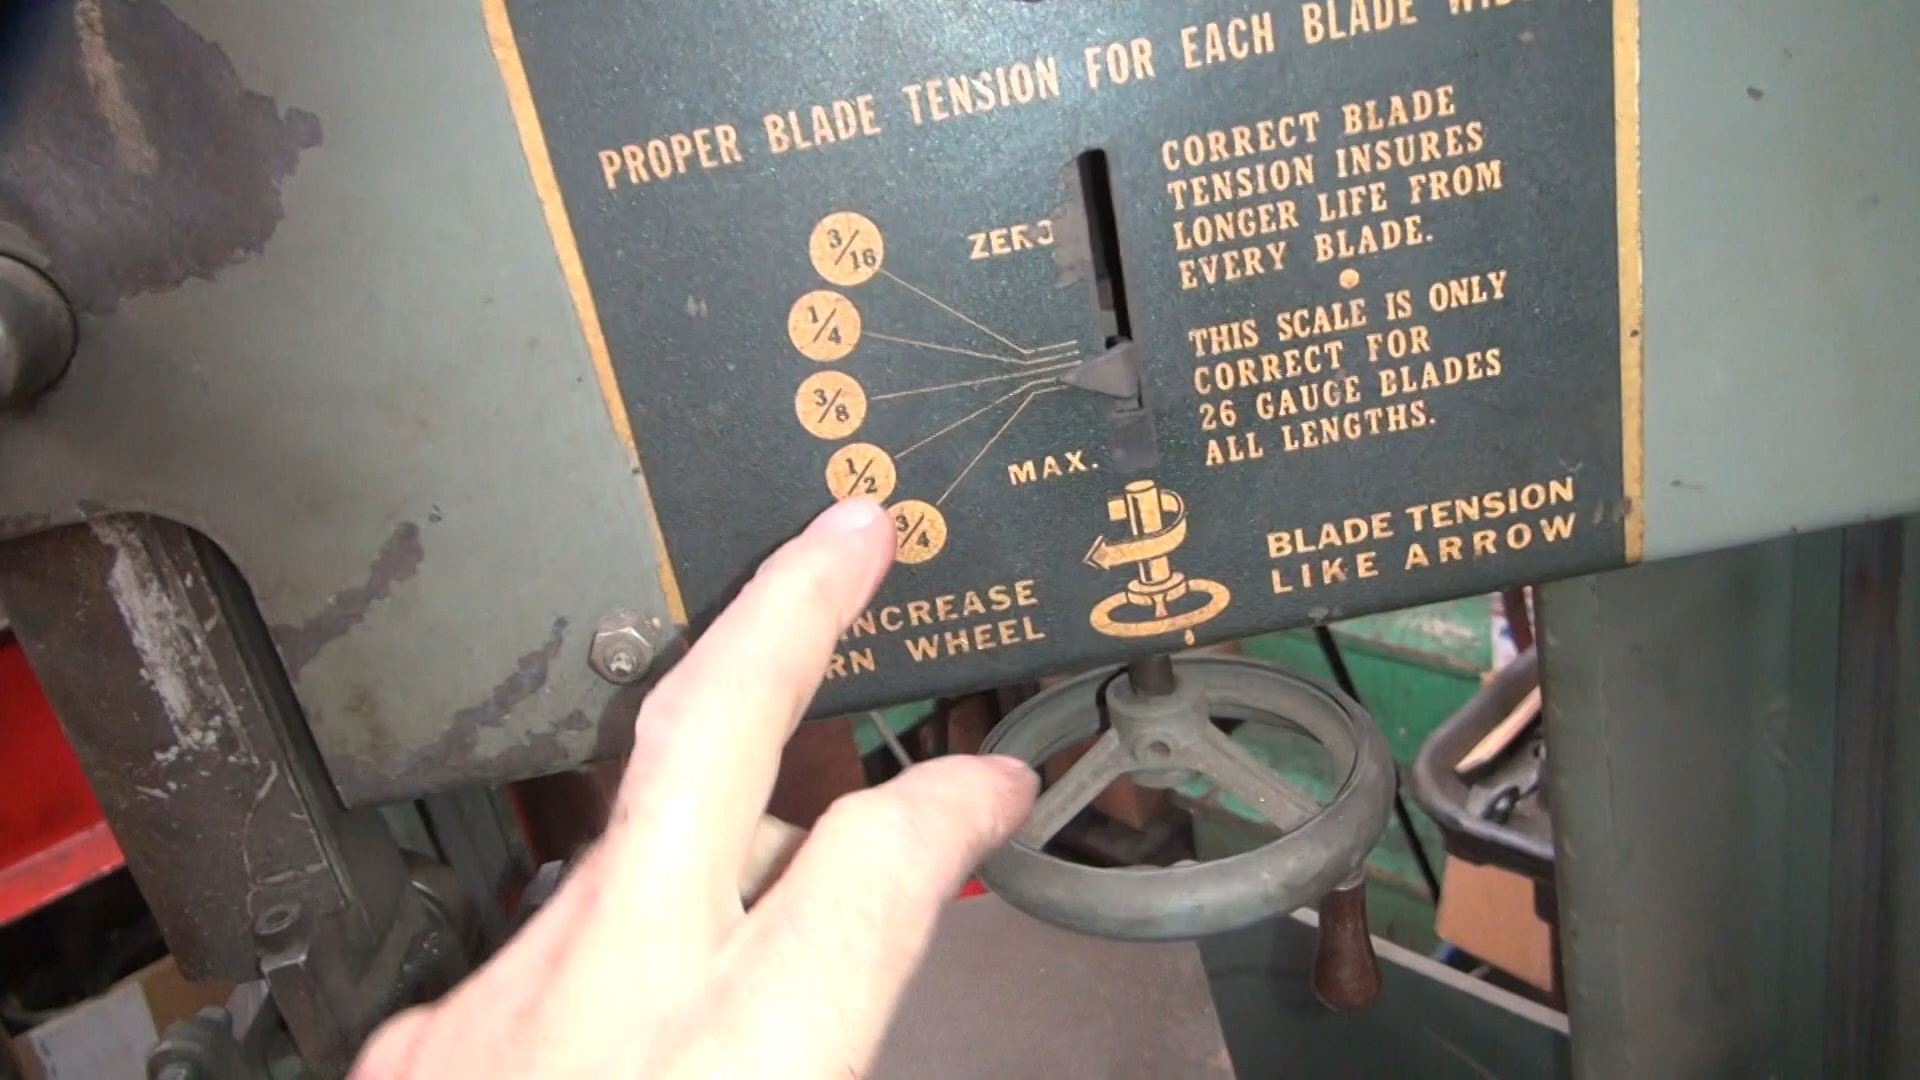 PROPER BLADE TENSION FOR EACH BLADE
CORRECT BLADE
TENSION INSURES
LONGER LIFE FROM
EVERY BLADE.
THIS SCALE IS ONLY
CORRECT FOR
26 GAUGE BLADES
ALL LENGTHS.
ZERO
3/16
1/4
3/8
1/2
3/4
MAX.
INCREASE
WHEEL
BLADE TENSION
LIKE ARROW